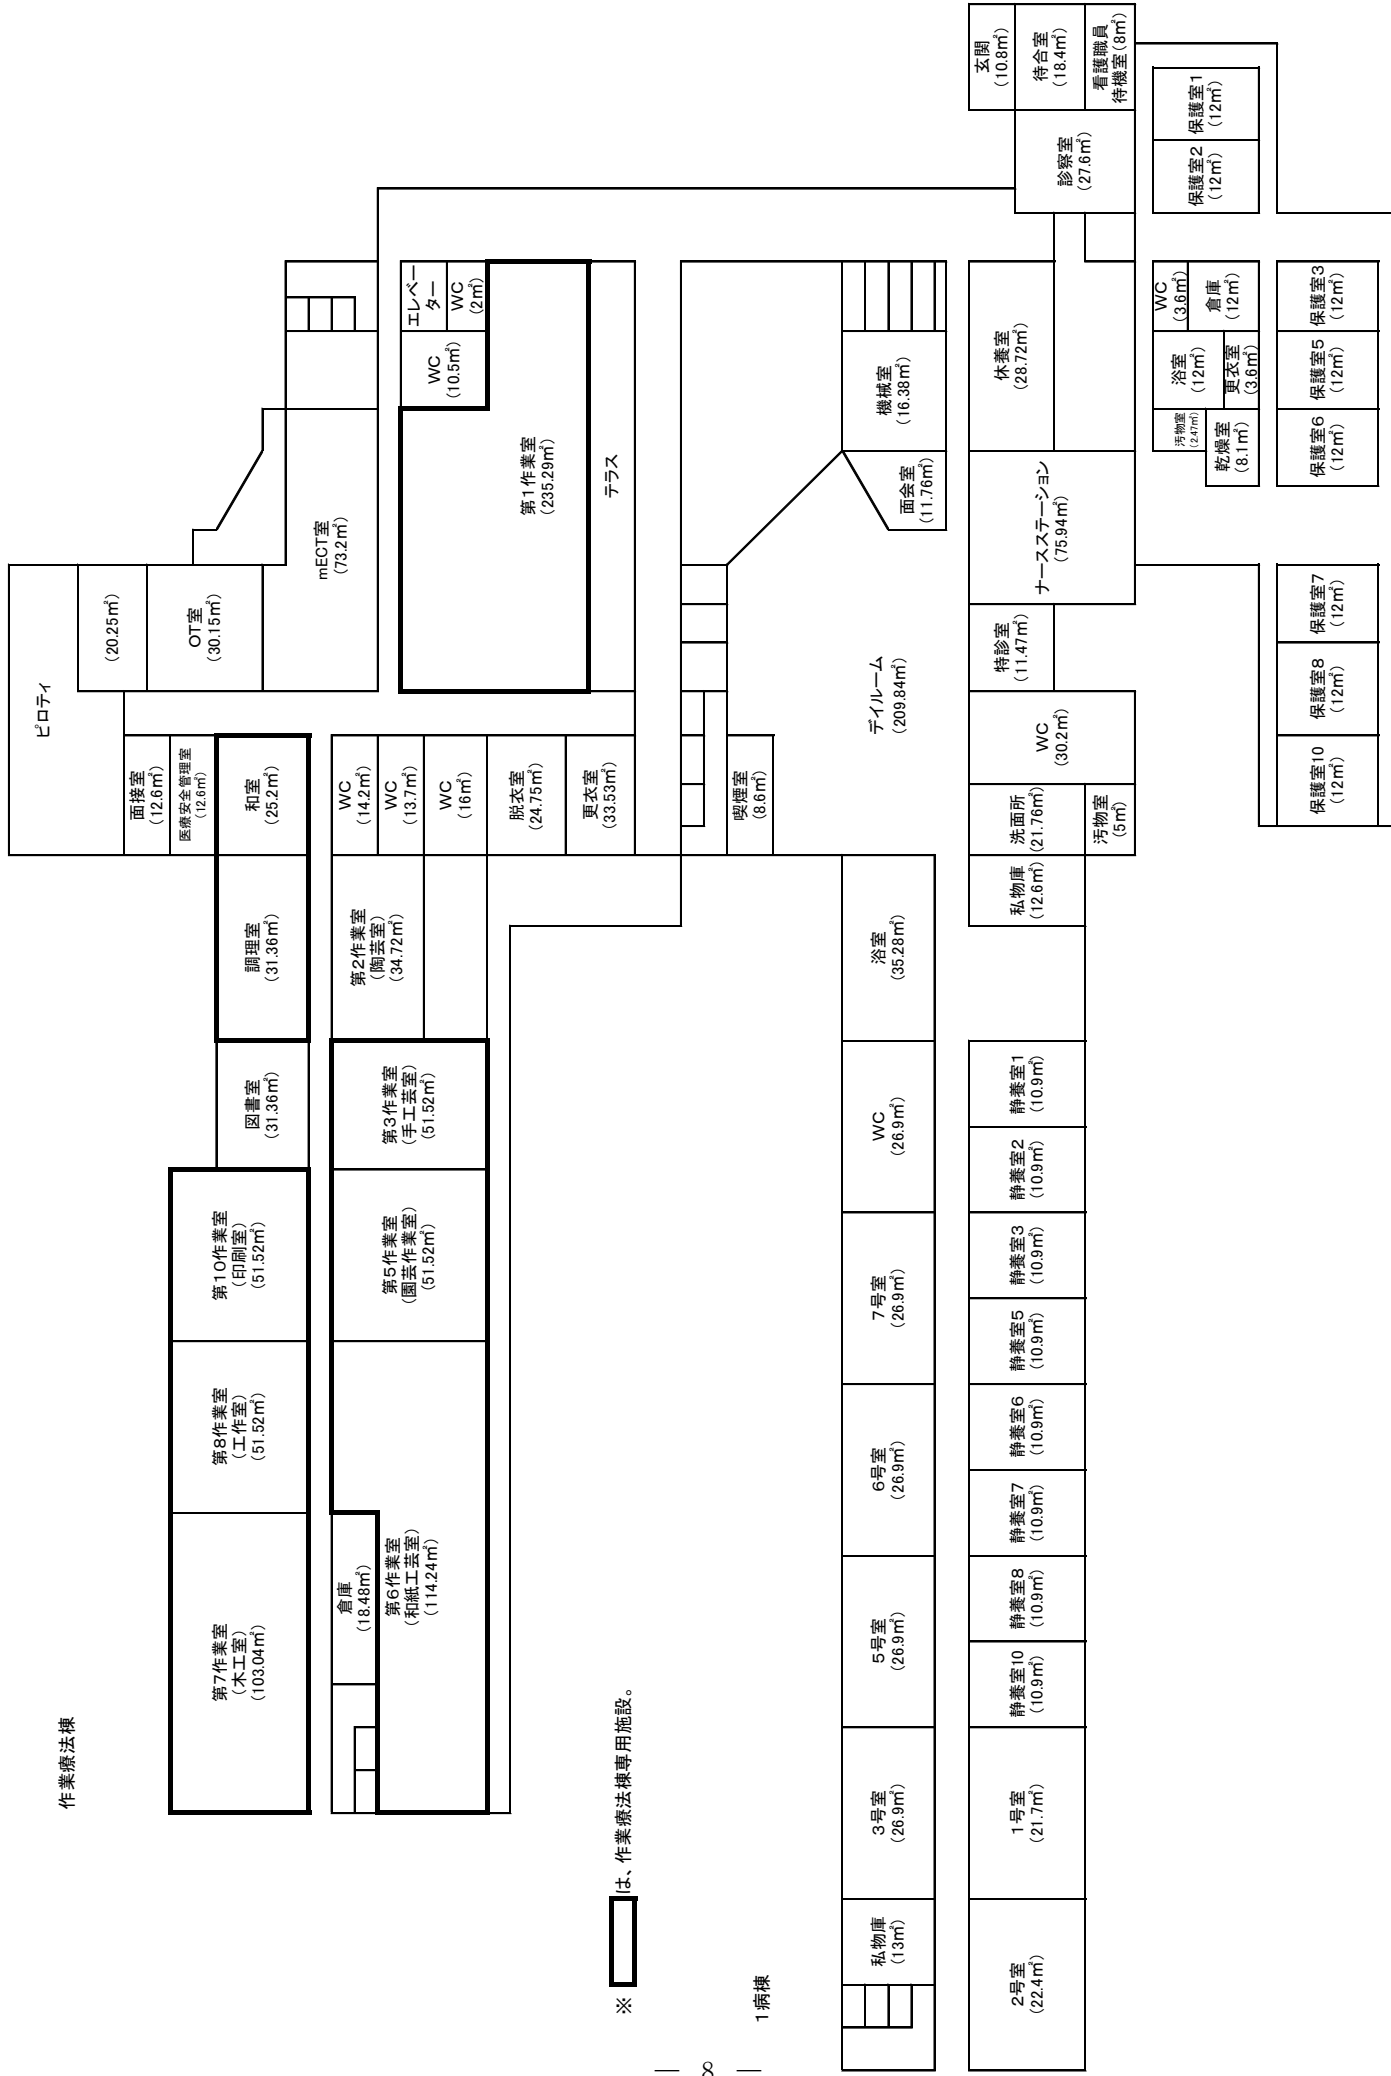 作業療法棟
ピロティ
(20.25㎡)
OT室
(30.15㎡)
mECT室
(73.2㎡)
面接室
(12.6㎡)
医療安全管理室
(12.6㎡)
和室
(25.2㎡)
調理室
(31.36㎡)
図書室
(31.36㎡)
第10作業室
(印刷室)
(51.52㎡)
第8作業室
(工作室)
(51.52㎡)
第7作業室
(木工室)
(103.04㎡)
エレベー
ター
WC
(2㎡)
WC
(10.5㎡)
第1作業室
(235.29㎡)
テラス
WC
(14.2㎡)
WC
(13.7㎡)
WC
(16㎡)
脱衣室
(24.75㎡)
更衣室
(33.53㎡)
第2作業室
(陶芸室)
(34.72㎡)
第3作業室
(手工芸室)
(51.52㎡)
第5作業室
(園芸作業室)
(51.52㎡)
第6作業室
(和紙工芸室)
(114.24㎡)
倉庫
(18.48㎡)
※
は、作業療法棟専用施設。
1病棟
玄関
(10.8㎡)
待合室
(18.4㎡)
看護職員
待機室(8㎡)
診察室
(27.6㎡)
保護室1
(12㎡)
保護室2
(12㎡)
機械室
(16.38㎡)
面会室
(11.76㎡)
デイルーム
(209.84㎡)
喫煙室
(8.6㎡)
休養室
(28.72㎡)
ナースステーション
(75.94㎡)
特診室
(11.47㎡)
WC
(30.2㎡)
洗面所
(21.76㎡)
汚物室
(5㎡)
私物庫
(12.6㎡)
WC
(3.6㎡)
倉庫
(12㎡)
浴室
(12㎡)
更衣室
(3.6㎡)
汚物室
(2.47㎡)
乾燥室
(8.1㎡)
保護室3
(12㎡)
保護室5
(12㎡)
保護室6
(12㎡)
保護室7
(12㎡)
保護室8
(12㎡)
保護室10
(12㎡)
浴室
(35.28㎡)
WC
(26.9㎡)
7号室
(26.9㎡)
6号室
(26.9㎡)
5号室
(26.9㎡)
3号室
(26.9㎡)
私物庫
(13㎡)
静養室1
(10.9㎡)
静養室2
(10.9㎡)
静養室3
(10.9㎡)
静養室5
(10.9㎡)
静養室6
(10.9㎡)
静養室7
(10.9㎡)
静養室8
(10.9㎡)
静養室10
(10.9㎡)
1号室
(21.7㎡)
2号室
(22.4㎡)
— 8 —